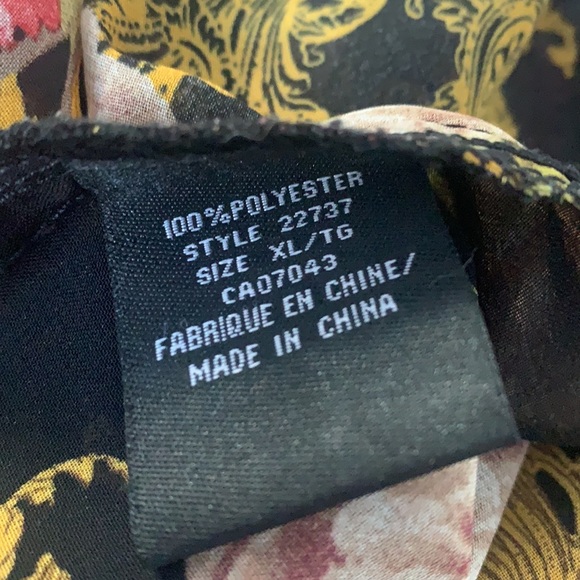 100%POLYESTER
STYLE 22737
SIZE XL/TG
CA07043
FABRIQUE EN CHINE/
MADE IN CHINA